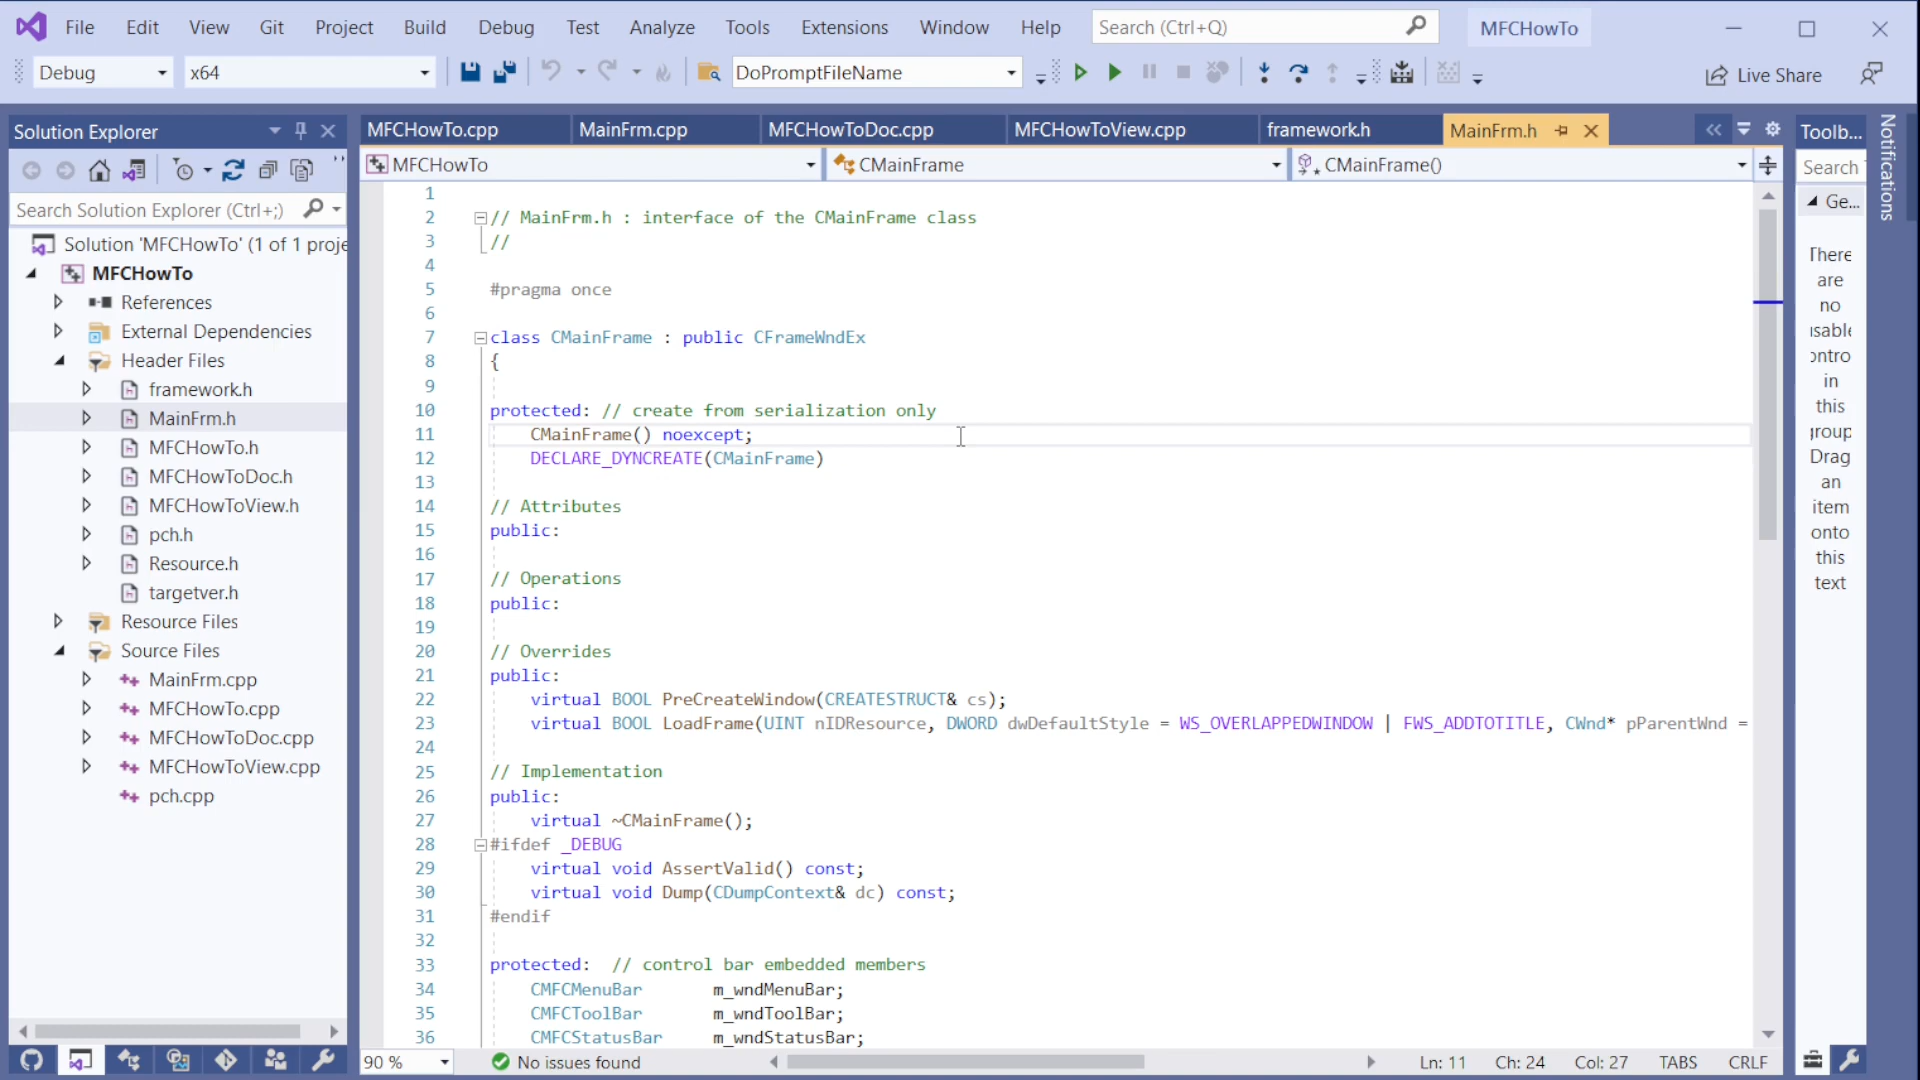 File Edit View Git Project Build Debug Test Analyze Tools Extensions Window Help Search (Ctrl+Q) MFCHowTo
Debug x64 DoPromptFileName Live Share
Solution Explorer
Search Solution Explorer (Ctrl+;)
Solution 'MFCHowTo' (1 of 1 proje
MFCHowTo
References
External Dependencies
Header Files
framework.h
MainFrm.h
MFCHowTo.h
MFCHowToDoc.h
MFCHowToView.h
pch.h
Resource.h
targetver.h
Resource Files
Source Files
MainFrm.cpp
MFCHowTo.cpp
MFCHowToDoc.cpp
MFCHowToView.cpp
pch.cpp
MFCHowTo.cpp MainFrm.cpp MFCHowToDoc.cpp MFCHowToView.cpp framework.h MainFrm.h
MFCHowTo CMainFrame CMainFrame()
1
2 // MainFrm.h : interface of the CMainFrame class
3 //
4
5 #pragma once
6
7 class CMainFrame : public CFrameWndEx
8 {
9
10 protected: // create from serialization only
11 CMainFrame() noexcept;
12 DECLARE_DYNCREATE(CMainFrame)
13
14 // Attributes
15 public:
16
17 // Operations
18 public:
19
20 // Overrides
21 public:
22 virtual BOOL PreCreateWindow(CREATESTRUCT& cs);
23 virtual BOOL LoadFrame(UINT nIDResource, DWORD dwDefaultStyle = WS_OVERLAPPEDWINDOW | FWS_ADDTOTITLE, CWnd* pParentWnd =
24
25 // Implementation
26 public:
27 virtual ~CMainFrame();
28 #ifdef _DEBUG
29 virtual void AssertValid() const;
30 virtual void Dump(CDumpContext& dc) const;
31 #endif
32
33 protected: // control bar embedded members
34 CMFCMenuBar m_wndMenuBar;
35 CMFCToolBar m_wndToolBar;
36 CMFCStatusBar m_wndStatusBar;
90 % No issues found Ln: 11 Ch: 24 Col: 27 TABS CRLF
Toolb...
Search
Ge...
There
are
no
usable
contro
in
this
group
Drag
an
item
onto
this
text
Notifications